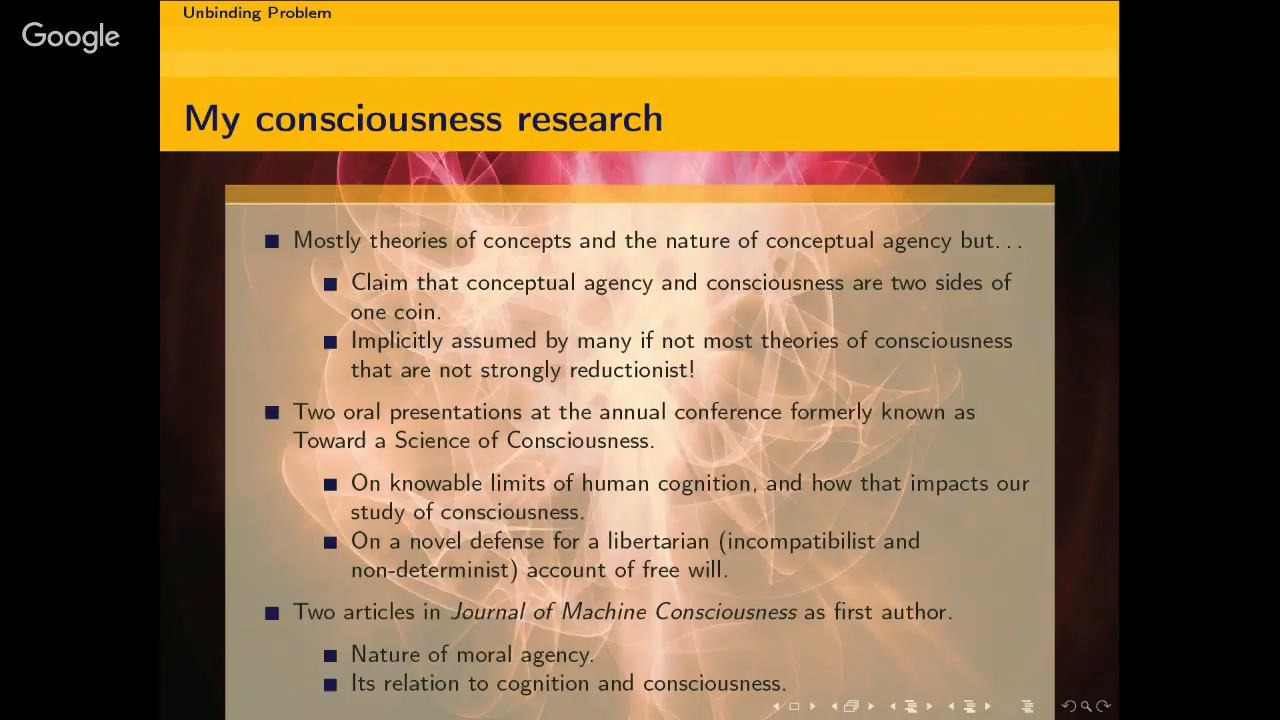 Google
Unbinding Problem
My consciousness research
Mostly theories of concepts and the nature of conceptual agency but...
Claim that conceptual agency and consciousness are two sides of
one coin.
Implicitly assumed by many if not most theories of consciousness
that are not strongly reductionist!
Two oral presentations at the annual conference formerly known as
Toward a Science of Consciousness.
On knowable limits of human cognition, and how that impacts our
study of consciousness.
On a novel defense for a libertarian (incompatibilist and
non-determinist) account of free will.
Two articles in Journal of Machine Consciousness as first author.
Nature of moral agency.
Its relation to cognition and consciousness.